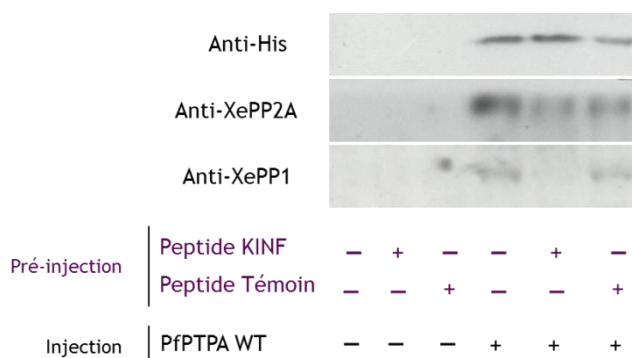 Anti-His
Anti-XePP2A
Anti-XePP1
Pré-injection
Peptide KINF − + − − + −
Peptide Témoin − − + − − +
Injection PfPTPA WT − − − + + +